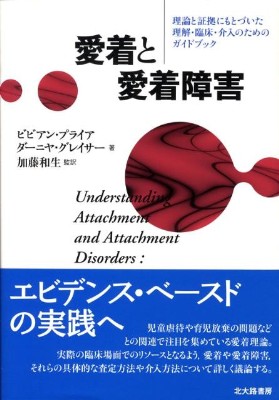 理論と証拠にもとづいた
理解・臨床・介入のための
ガイドブック
愛着と
愛着障害
ビビアン・プライア
ダーニヤ・グレイサー 著
加藤和生 監訳
Understanding
Attachment
and Attachment
Disorders :
エビデンス・ベースド
の実践へ
児童虐待や育児放棄の問題など
との関連で注目を集めている愛着理論。
実際の臨床場面でのリソースとなるよう，愛着や愛着障害，
それらの具体的な査定方法や介入方法について詳しく議論する。
北大路書房